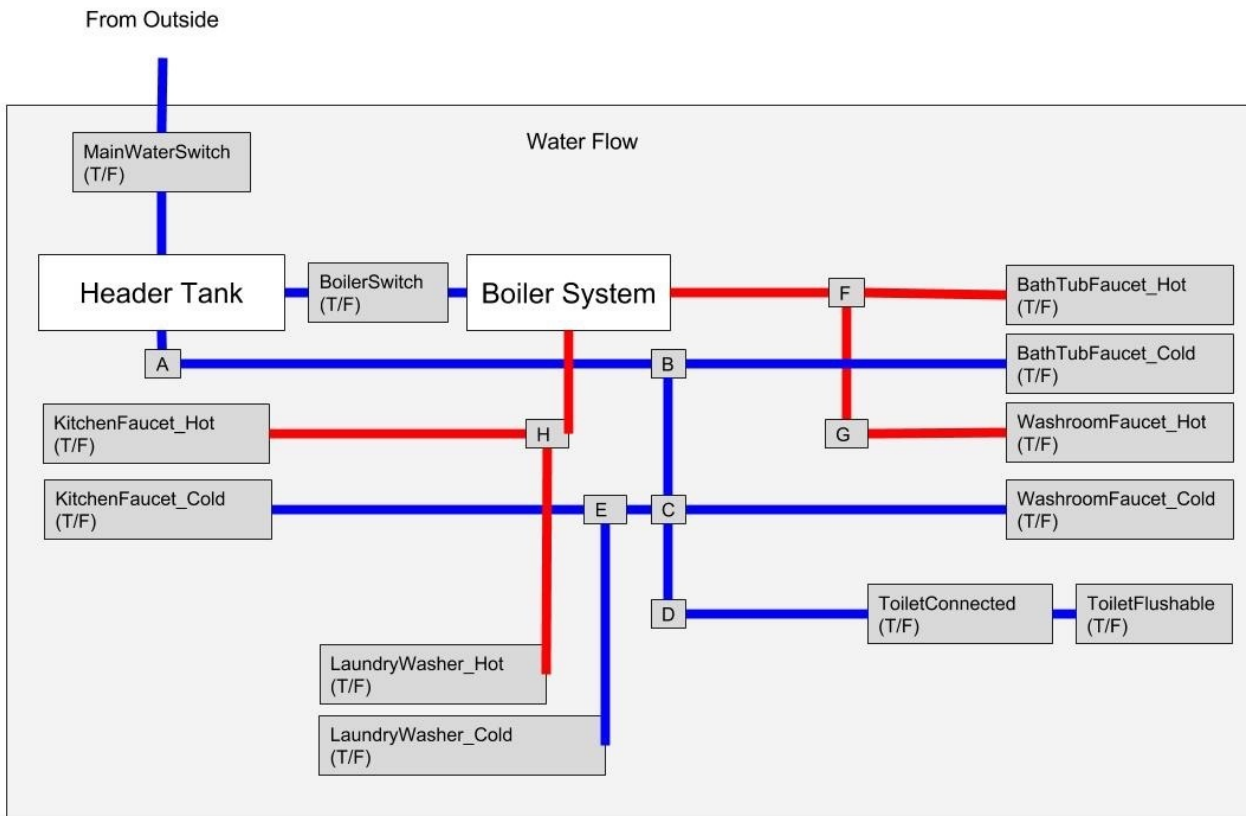 From Outside
Water Flow
MainWaterSwitch
(T/F)
Header Tank
BoilerSwitch
(T/F)
Boiler System
F
BathTubFaucet_Hot
(T/F)
A
B
BathTubFaucet_Cold
(T/F)
KitchenFaucet_Hot
(T/F)
H
G
WashroomFaucet_Hot
(T/F)
KitchenFaucet_Cold
(T/F)
E
C
WashroomFaucet_Cold
(T/F)
D
ToiletConnected
(T/F)
ToiletFlushable
(T/F)
LaundryWasher_Hot
(T/F)
LaundryWasher_Cold
(T/F)